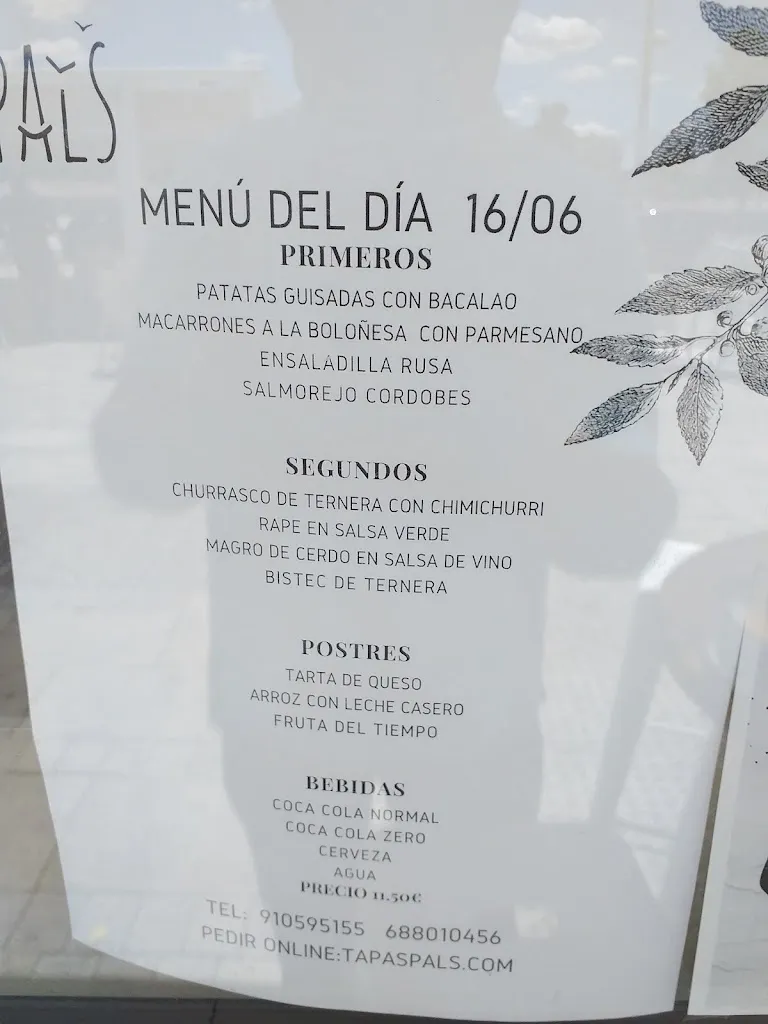 PALS
MENÚ DEL DÍA 16/06
PRIMEROS
PATATAS GUISADAS CON BACALAO
MACARRONES A LA BOLOÑESA CON PARMESANO
ENSALADILLA RUSA
SALMOREJO CORDOBES
SEGUNDOS
CHURRASCO DE TERNERA CON CHIMICHURRI
RAPE EN SALSA VERDE
MAGRO DE CERDO EN SALSA DE VINO
BISTEC DE TERNERA
POSTRES
TARTA DE QUESO
ARROZ CON LECHE CASERO
FRUTA DEL TIEMPO
BEBIDAS
COCA COLA NORMAL
COCA COLA ZERO
CERVEZA
AGUA
PRECIO 11.50€
TEL: 910595155 688010456
PEDIR ONLINE:TAPASPALS.COM